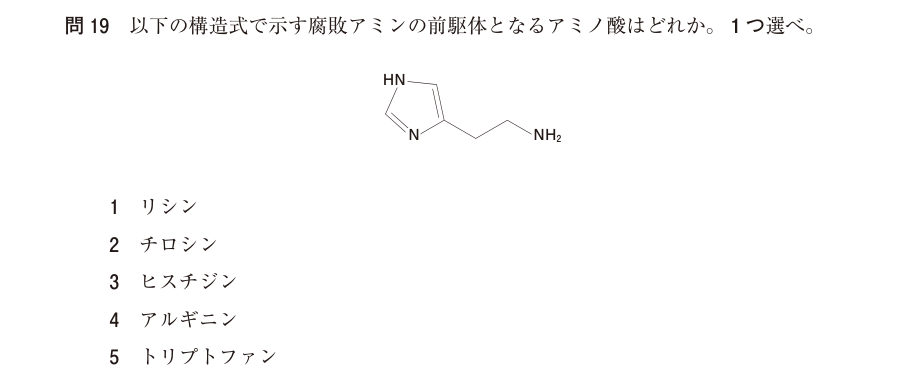 問 19 以下の構造式で示す腐敗アミンの前駆体となるアミノ酸はどれか。1つ選べ。
HN
N
NH₂
1 リシン
2 チロシン
3 ヒスチジン
4 アルギニン
5 トリプトファン